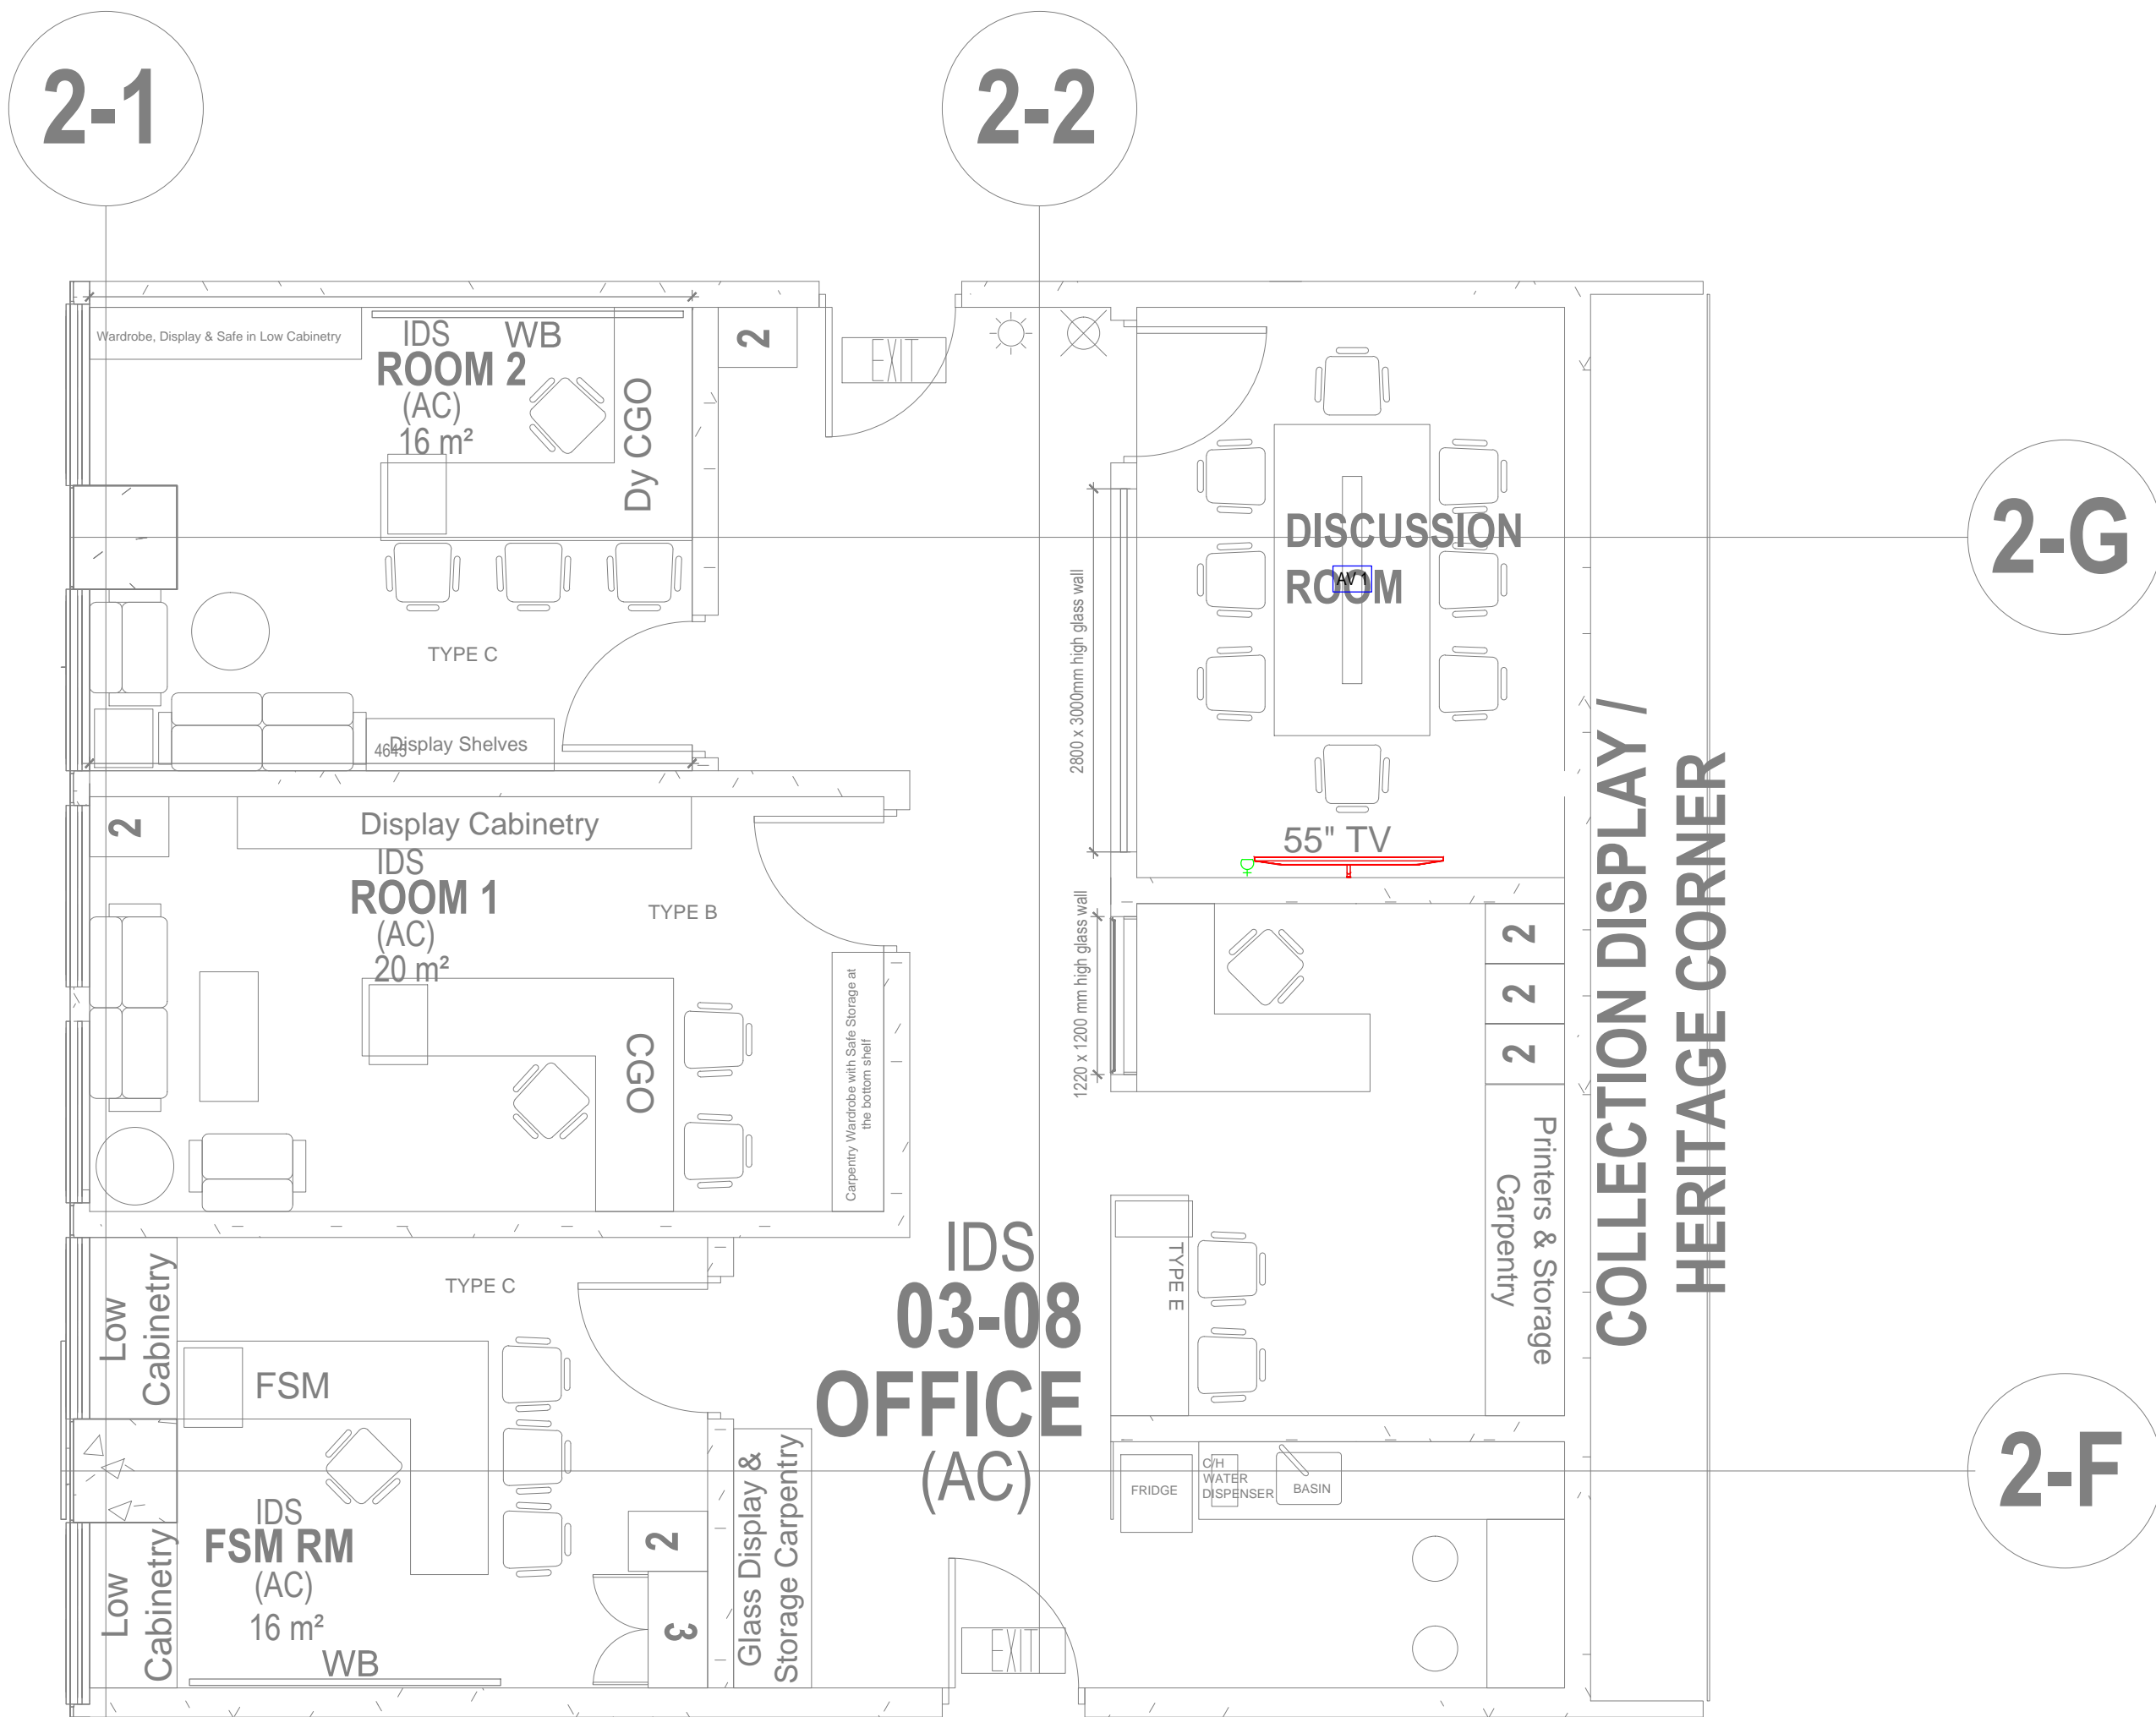 2-1
2-2
Wardrobe, Display & Safe in Low Cabinetry
IDS
WB
ROOM 2
(AC)
16 m²
Dy CGO
2
EXIT
2-G
DISCUSSION
ROOM
AV 1
2800 x 3000mm high glass wall
TYPE C
Display Shelves
4645
55" TV
2
Display Cabinetry
IDS
ROOM 1
(AC)
20 m²
TYPE B
CGO
Carpentry Wardrobe with Safe Storage at
the bottom shelf
1220 x 1200 mm high glass wall
2
2
2
Printers & Storage
Carpentry
COLLECTION DISPLAY /
HERITAGE CORNER
IDS
03-08
OFFICE
(AC)
TYPE E
Low
Cabinetry
TYPE C
FSM
IDS
FSM RM
(AC)
16 m²
Low
Cabinetry
WB
2
3
Glass Display &
Storage Carpentry
FRIDGE
C/H
WATER
DISPENSER
BASIN
2-F
EXIT